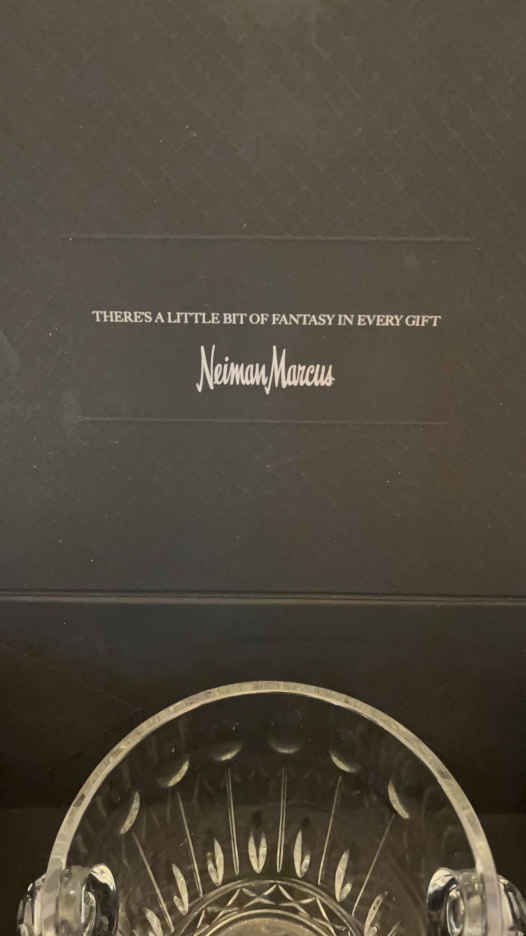 THERE'S A LITTLE BIT OF FANTASY IN EVERY GIFT
Neiman Marcus